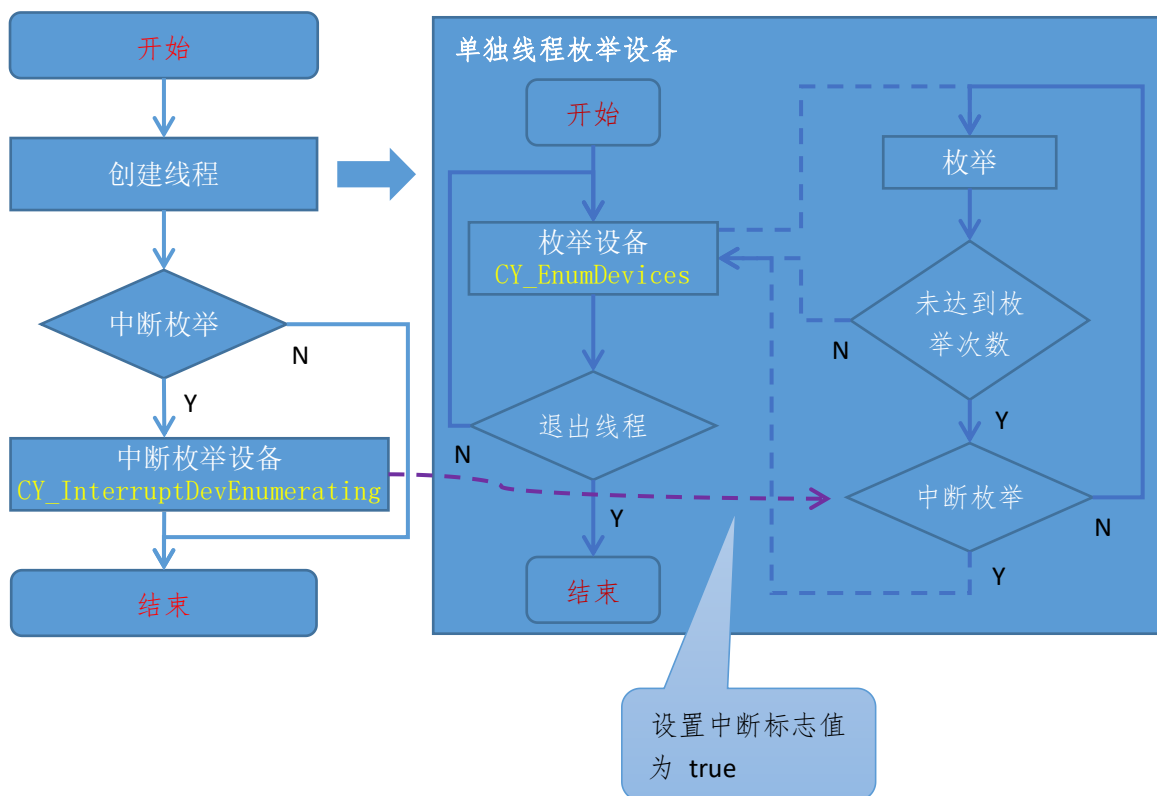 开始
创建线程
中断枚举
N
Y
中断枚举设备
CY_InterruptDevEnumerating
结束
单独线程枚举设备
开始
枚举设备
CY_EnumDevices
退出线程
N
Y
结束
枚举
未达到枚
举次数
N
Y
中断枚举
N
Y
设置中断标志值
为 true